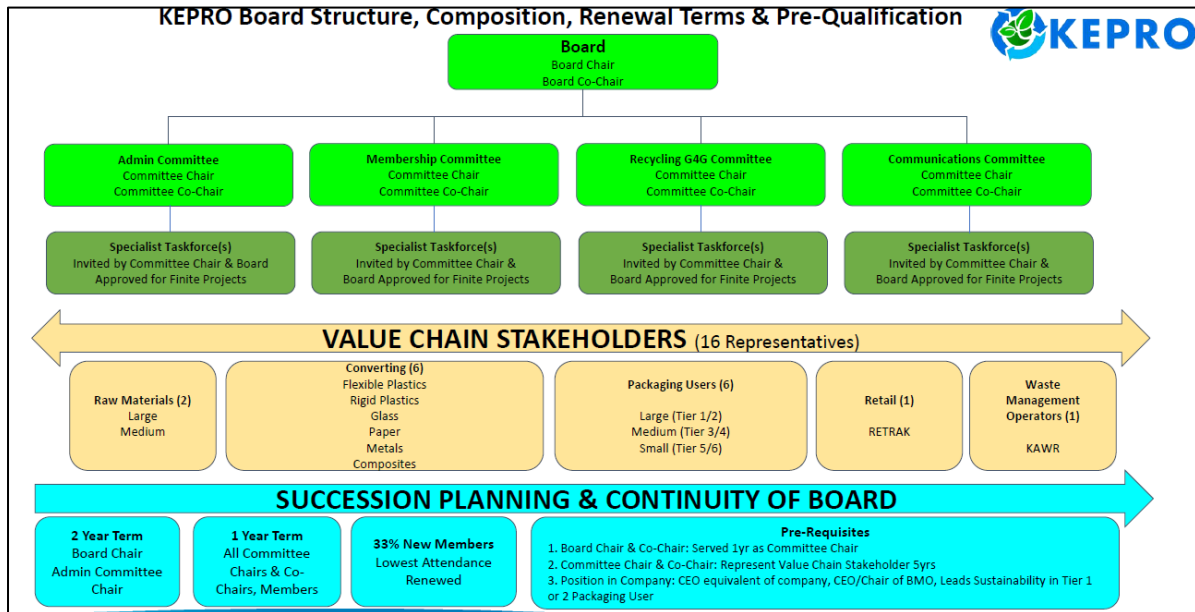 KEPRO Board Structure, Composition, Renewal Terms & Pre-Qualification
KEPRO
Board
Board Chair
Board Co-Chair
Admin Committee
Committee Chair
Committee Co-Chair
Membership Committee
Committee Chair
Committee Co-Chair
Recycling G4G Committee
Committee Chair
Committee Co-Chair
Communications Committee
Committee Chair
Committee Co-Chair
Specialist Taskforce(s)
Invited by Committee Chair & Board
Approved for Finite Projects
Specialist Taskforce(s)
Invited by Committee Chair &
Board Approved for Finite Projects
Specialist Taskforce(s)
Invited by Committee Chair &
Board Approved for Finite Projects
Specialist Taskforce(s)
Invited by Committee Chair &
Board Approved for Finite Projects
VALUE CHAIN STAKEHOLDERS (16 Representatives)
Raw Materials (2)
Large
Medium
Converting (6)
Flexible Plastics
Rigid Plastics
Glass
Paper
Metals
Composites
Packaging Users (6)
Large (Tier 1/2)
Medium (Tier 3/4)
Small (Tier 5/6)
Retail (1)
RETRAK
Waste
Management
Operators (1)
KAWR
SUCCESSION PLANNING & CONTINUITY OF BOARD
2 Year Term
Board Chair
Admin Committee
Chair
1 Year Term
All Committee
Chairs & Co-
Chairs, Members
33% New Members
Lowest Attendance
Renewed
Pre-Requisites
1. Board Chair & Co-Chair: Served 1yr as Committee Chair
2. Committee Chair & Co-Chair: Represent Value Chain Stakeholder 5yrs
3. Position in Company: CEO equivalent of company, CEO/Chair of BMO, Leads Sustainability in Tier 1
or 2 Packaging User